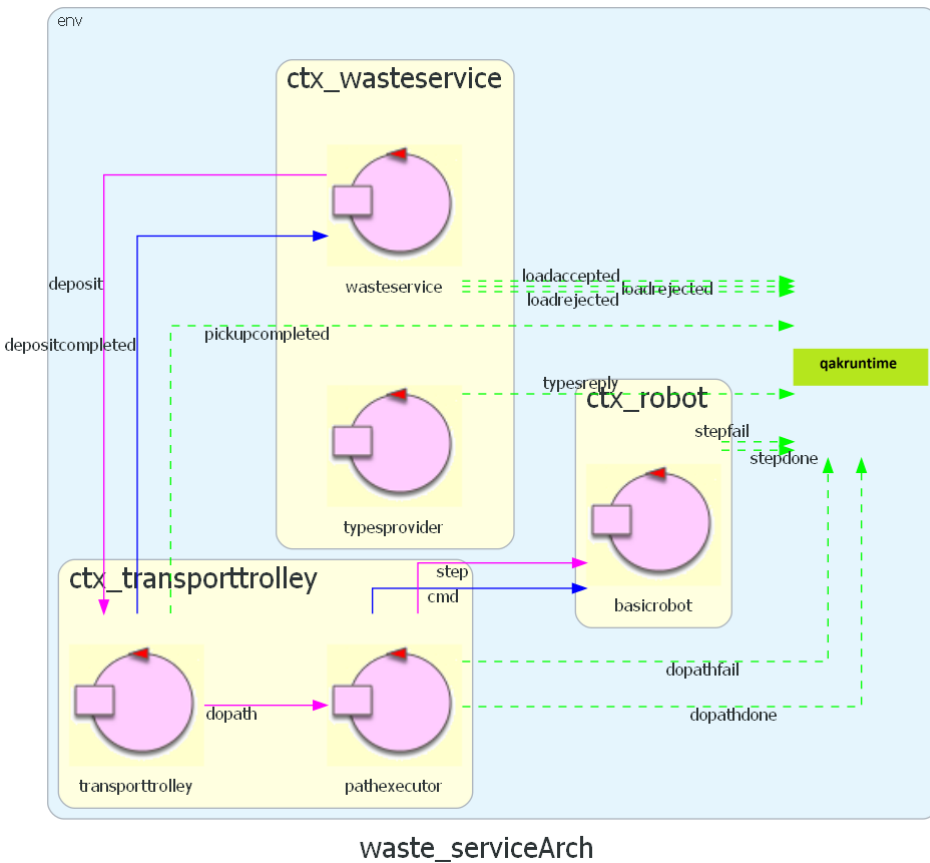 env
ctx_wasteservice
wasteservice
deposit
loadaccepted
loadrejected
loadrejected
pickupcompleted
depositcompleted
qakruntime
typesreply
ctx_robot
stepfail
stepdone
typesprovider
ctx_transporttrolley
step
cmd
basicrobot
dopathfail
dopath
dopathdone
transporttrolley
pathexecutor
waste_serviceArch